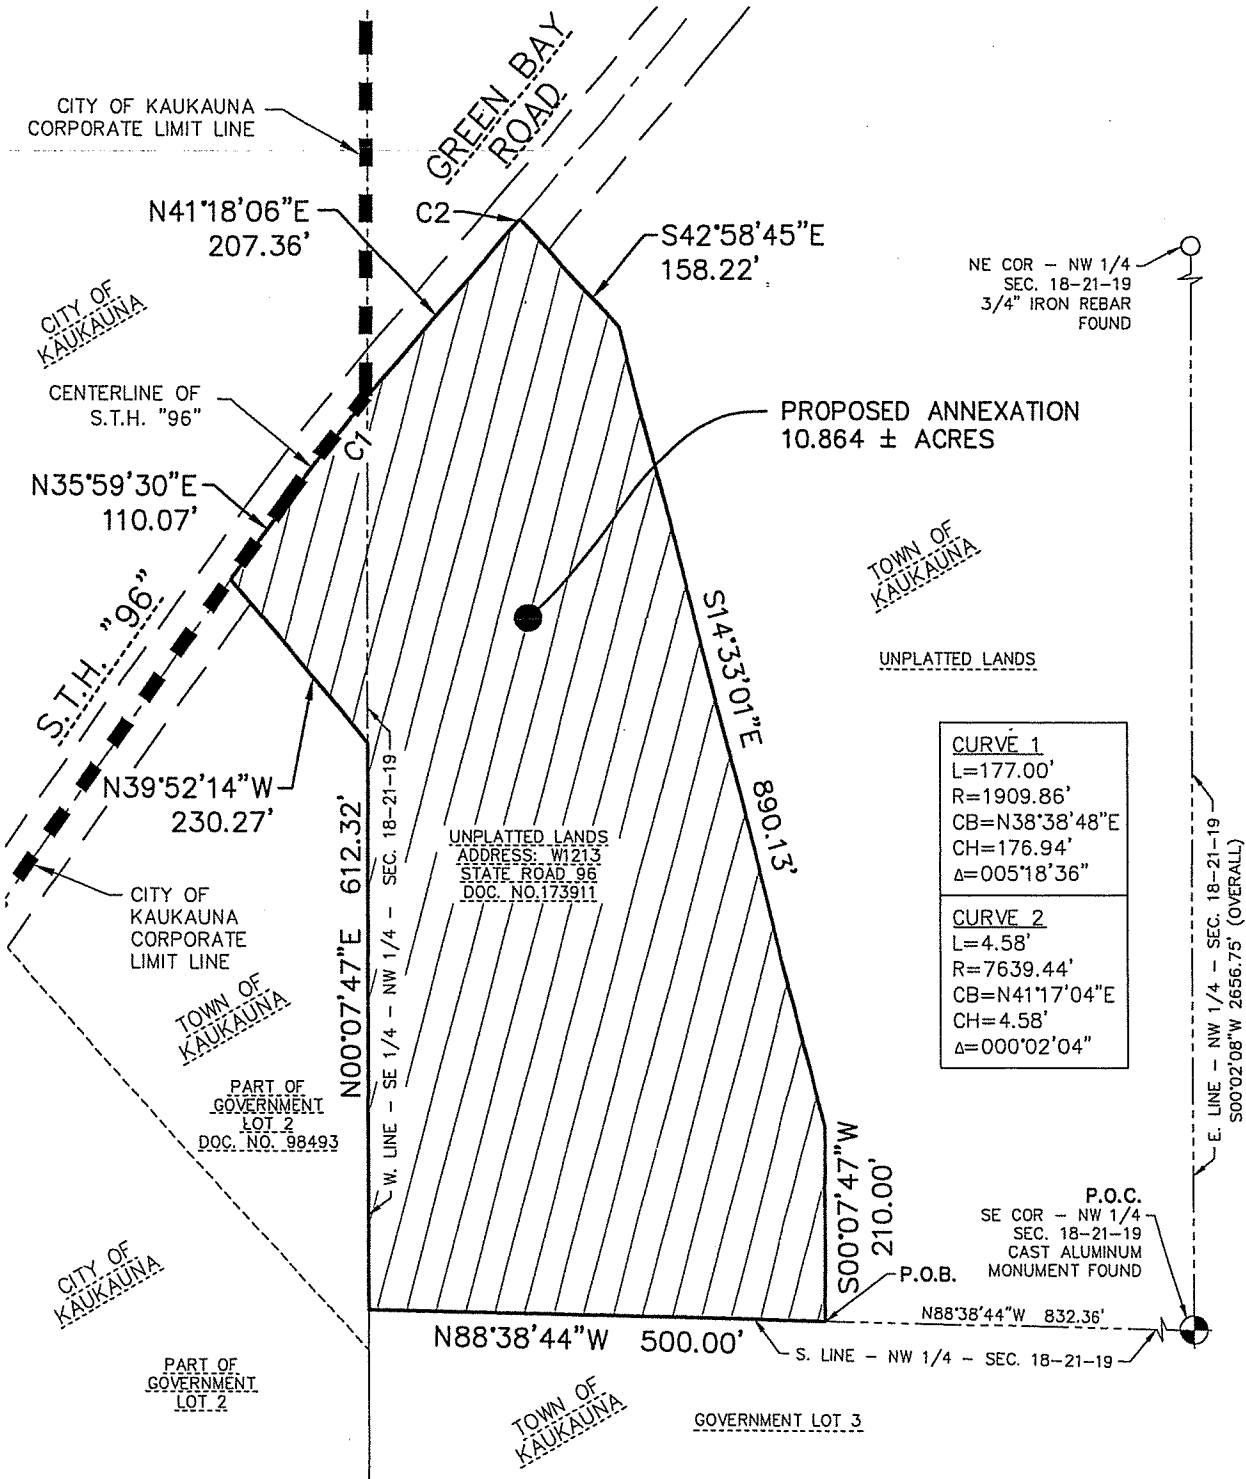 GREEN BAY
ROAD
CITY OF KAUKAUNA
CORPORATE LIMIT LINE
N41°18'06"E
207.36'
C2
S42°58'45"E
158.22'
NE COR - NW 1/4
SEC. 18-21-19
3/4" IRON REBAR
FOUND
CITY OF
KAUKAUNA
CENTERLINE OF
S.T.H. "96"
C1
PROPOSED ANNEXATION
10.864 ± ACRES
N35°59'30"E
110.07'
TOWN OF
KAUKAUNA
S.T.H. "96"
S14°33'01"E 890.13'
UNPLATTED LANDS
N39°52'14"W
230.27'
N00°07'47"E 612.32'
W. LINE - SE 1/4 - NW 1/4 - SEC. 18-21-19
UNPLATTED LANDS
ADDRESS: W1213
STATE ROAD 96
DOC. NO.173911
CURVE 1
L=177.00'
R=1909.86'
CB=N38°38'48"E
CH=176.94'
Δ=005°18'36"
CURVE 2
L=4.58'
R=7639.44'
CB=N41°17'04"E
CH=4.58'
Δ=000°02'04"
E. LINE - NW 1/4 - SEC. 18-21-19
S00°02'08"W 2656.75' (OVERALL)
CITY OF
KAUKAUNA
CORPORATE
LIMIT LINE
TOWN OF
KAUKAUNA
PART OF
GOVERNMENT
LOT 2
DOC. NO. 98493
S00°07'47"W
210.00'
P.O.C.
SE COR - NW 1/4
SEC. 18-21-19
CAST ALUMINUM
MONUMENT FOUND
P.O.B.
CITY OF
KAUKAUNA
N88°38'44"W 832.36'
N88°38'44"W 500.00'
S. LINE - NW 1/4 - SEC. 18-21-19
PART OF
GOVERNMENT
LOT 2
TOWN OF
KAUKAUNA
GOVERNMENT LOT 3